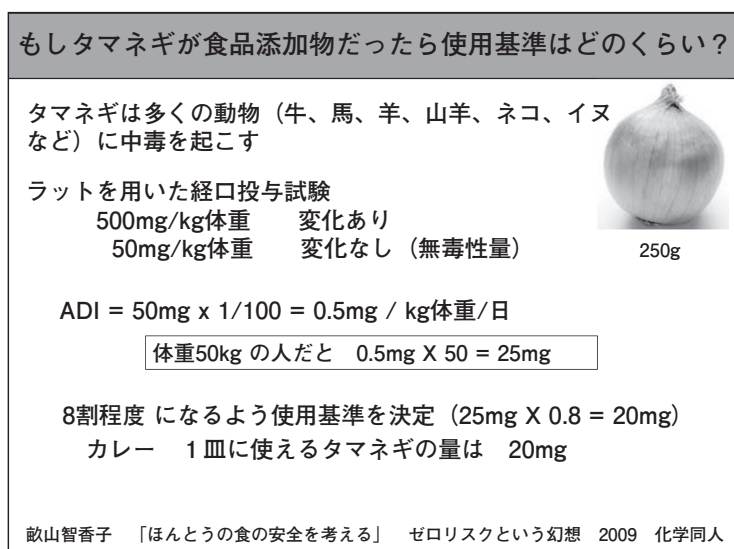 もしタマネギが食品添加物だったら使用基準はどのくらい？
タマネギは多くの動物（牛、馬、羊、山羊、ネコ、イヌ
など）に中毒を起こす
ラットを用いた経口投与試験
500mg/kg体重　変化あり
50mg/kg体重　変化なし（無毒性量）
250g
ADI = 50mg x 1/100 = 0.5mg / kg体重/日
体重50kg の人だと　0.5mg X 50 = 25mg
8割程度 になるよう使用基準を決定（25mg X 0.8 = 20mg）
カレー　１皿に使えるタマネギの量は　20mg
畝山智香子　「ほんとうの食の安全を考える」　ゼロリスクという幻想　2009　化学同人